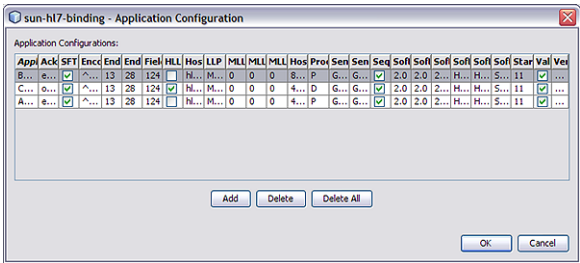 sun-hl7-binding - Application Configuration
Application Configurations:
Appl Ack SFT Enco End End Field HLL Hos LLP MLL MLL MLL Hos Proc Sen Sen Seq Soft Soft Soft Soft Soft Soft Star Val Ver
B... e... ^... 13 28 124 hl... M... 0 0 0 8... P G... G... 2.0 2.0 2... H... H... S... 11 ...
C... o... ^... 13 28 124 hl... M... 0 0 0 4... D G... G... 2.0 2.0 2... H... H... S... 11 ...
A... e... ^... 13 28 124 hl... M... 0 0 0 4... P G... G... 2.0 2.0 2... H... H... S... 11 ...
Add Delete Delete All
OK Cancel